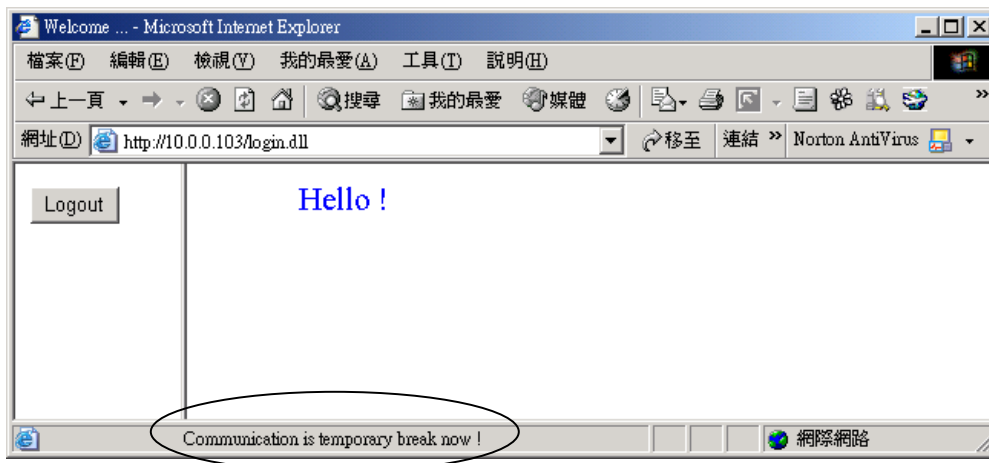 Welcome ... - Microsoft Internet Explorer
檔案(F) 編輯(E) 檢視(V) 我的最愛(A) 工具(T) 說明(H)
上一頁 搜尋 我的最愛 媒體 »
網址(D) http://10.0.0.103/login.dll 移至 連結 » Norton AntiVirus
Logout
Hello !
Communication is temporary break now !
網際網路